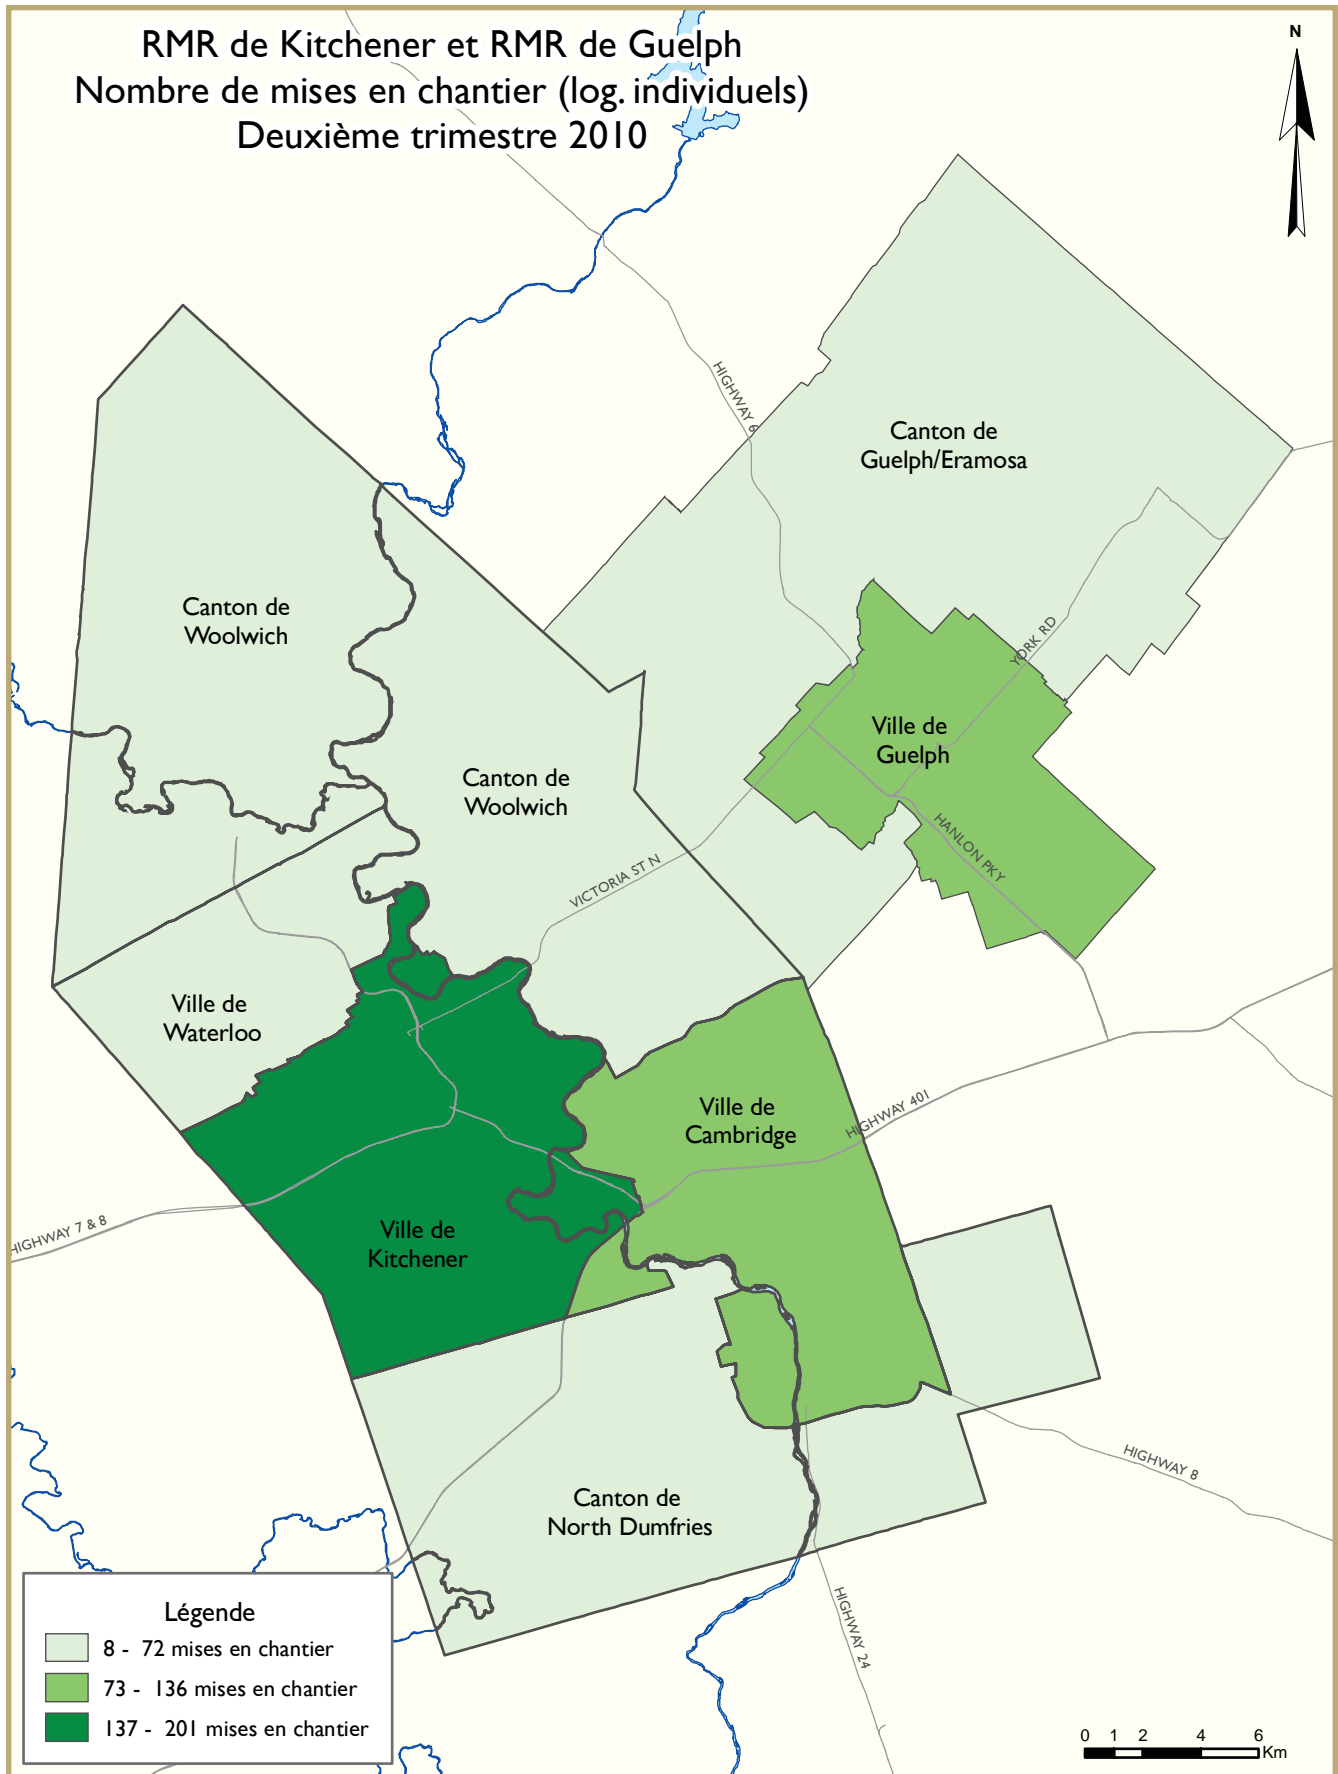 RMR de Kitchener et RMR de Guelph
Nombre de mises en chantier (log. individuels)
Deuxième trimestre 2010
N
HIGHWAY 6
Canton de
Guelph/Eramosa
Canton de
Woolwich
YORK RD
Ville de
Guelph
Canton de
Woolwich
HANLON PKY
VICTORIA ST N
Ville de
Waterloo
Ville de
Cambridge
HIGHWAY 401
HIGHWAY 7 & 8
Ville de
Kitchener
HIGHWAY 8
Canton de
North Dumfries
HIGHWAY 24
Légende
8 - 72 mises en chantier
73 - 136 mises en chantier
137 - 201 mises en chantier
0 1 2 4 6
Km